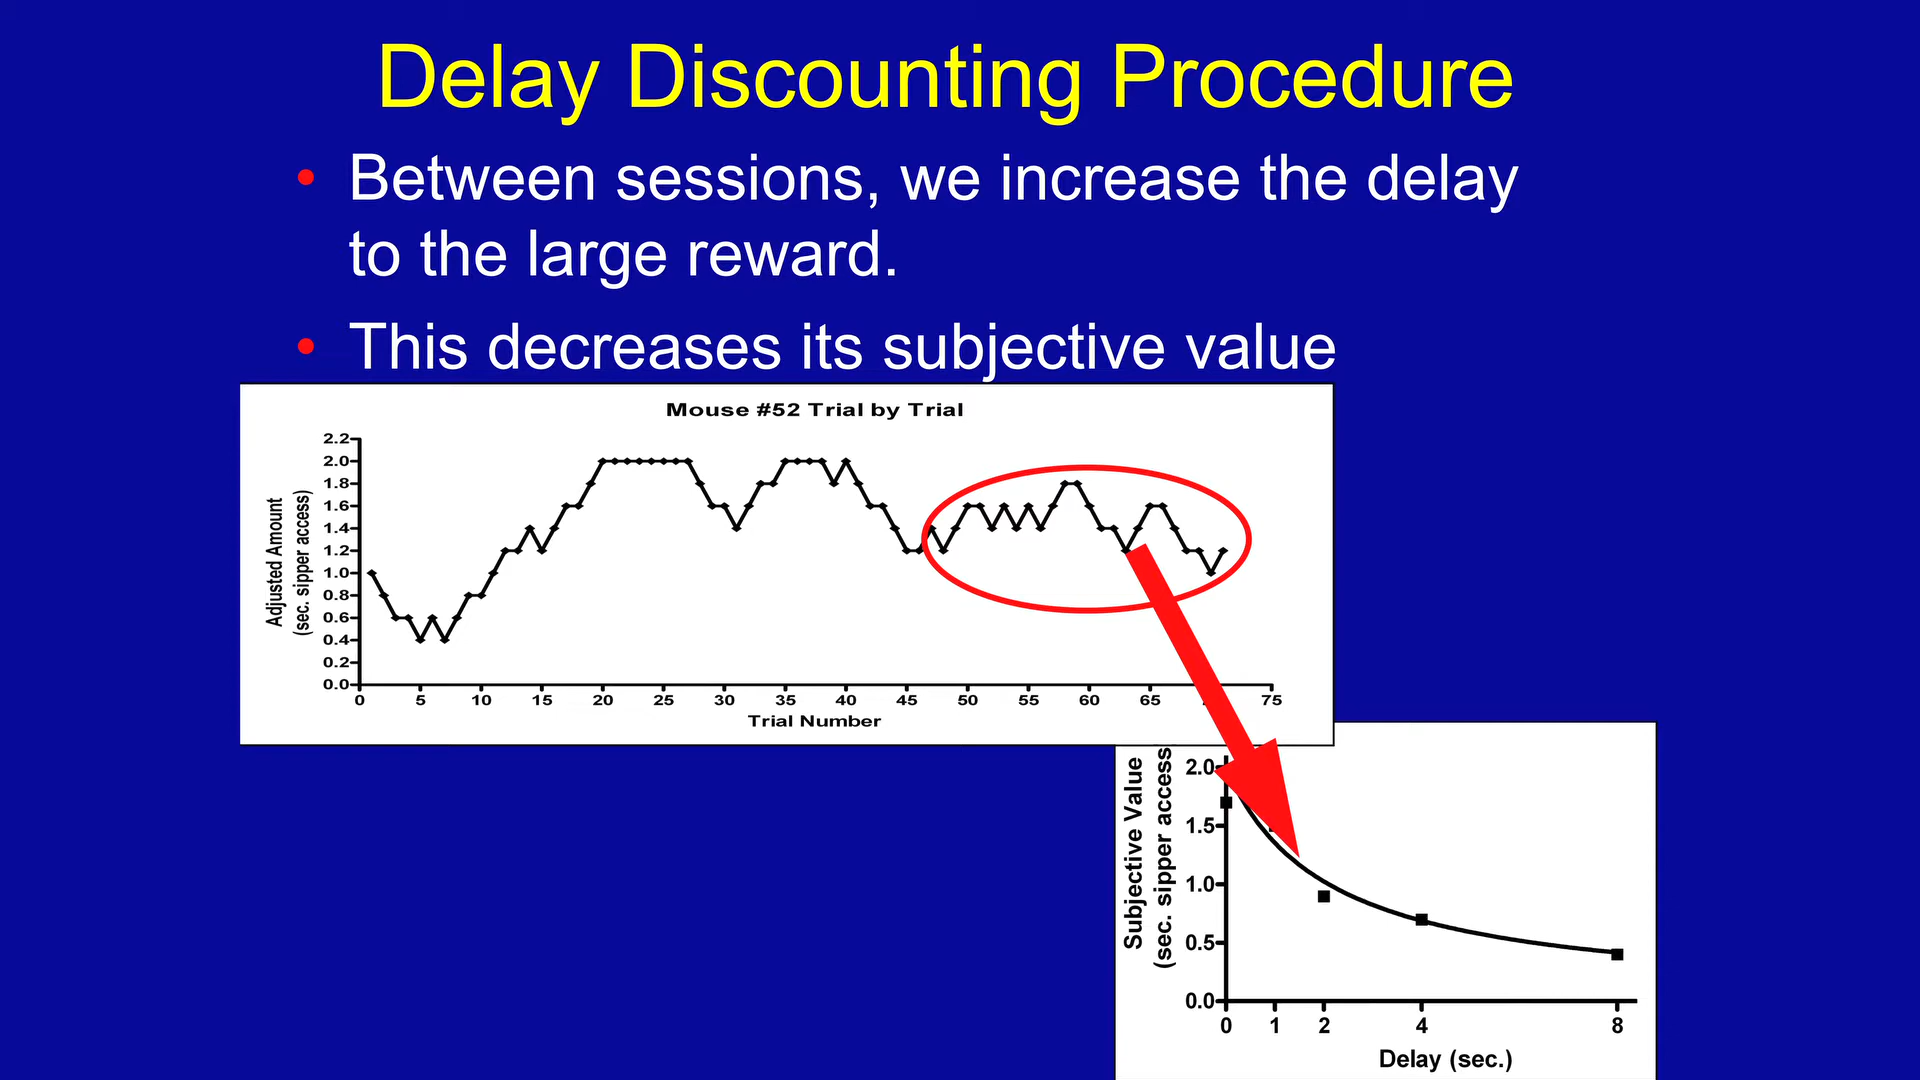 Delay Discounting Procedure
• Between sessions, we increase the delay
to the large reward.
• This decreases its subjective value
Mouse #52 Trial by Trial
Adjusted Amount
(sec. sipper access)
2.2
2.0
1.8
1.6
1.4
1.2
1.0
0.8
0.6
0.4
0.2
0.0
0 5 10 15 20 25 30 35 40 45 50 55 60 65 75
Trial Number
Subjective Value
(sec. sipper access
2.0
1.5
1.0
0.5
0.0
0 1 2 4 8
Delay (sec.)